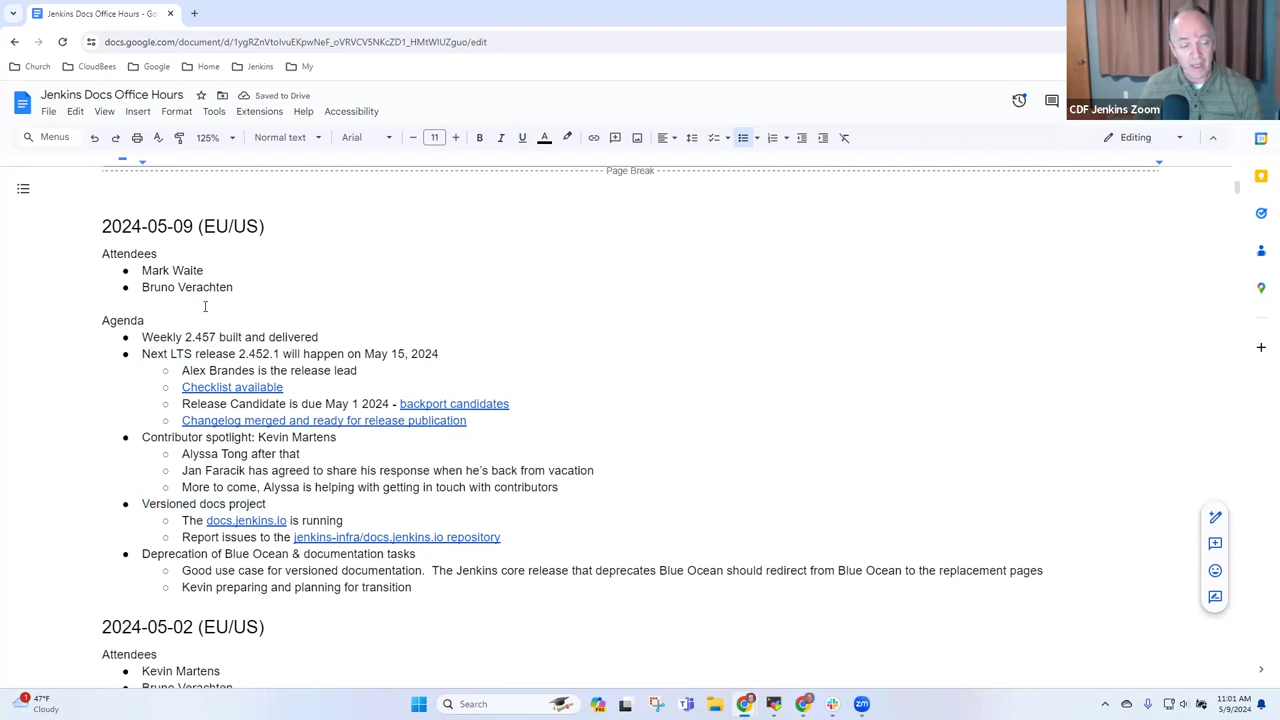 Jenkins Docs Office Hours - Go
docs.google.com/document/d/1ygRZnVtoIvuEKpwNeF_oVRVCV5NKcZD1_HMtWIUZguo/edit
Church
CloudBees
Google
Home
Jenkins
My
CDF Jenkins Zoom
Jenkins Docs Office Hours
Saved to Drive
File Edit View Insert Format Tools Extensions Help Accessibility
Menus
125%
Normal text
Arial
11
Editing
Page Break
2024-05-09 (EU/US)
Attendees
● Mark Waite
● Bruno Verachten
Agenda
● Weekly 2.457 built and delivered
● Next LTS release 2.452.1 will happen on May 15, 2024
○ Alex Brandes is the release lead
○ Checklist available
○ Release Candidate is due May 1 2024 - backport candidates
○ Changelog merged and ready for release publication
● Contributor spotlight: Kevin Martens
○ Alyssa Tong after that
○ Jan Faracik has agreed to share his response when he's back from vacation
○ More to come, Alyssa is helping with getting in touch with contributors
● Versioned docs project
○ The docs.jenkins.io is running
○ Report issues to the jenkins-infra/docs.jenkins.io repository
● Deprecation of Blue Ocean & documentation tasks
○ Good use case for versioned documentation. The Jenkins core release that deprecates Blue Ocean should redirect from Blue Ocean to the replacement pages
○ Kevin preparing and planning for transition
2024-05-02 (EU/US)
Attendees
● Kevin Martens
Bruno Verachten
1
47°F
Cloudy
Search
11:01 AM
5/9/2024